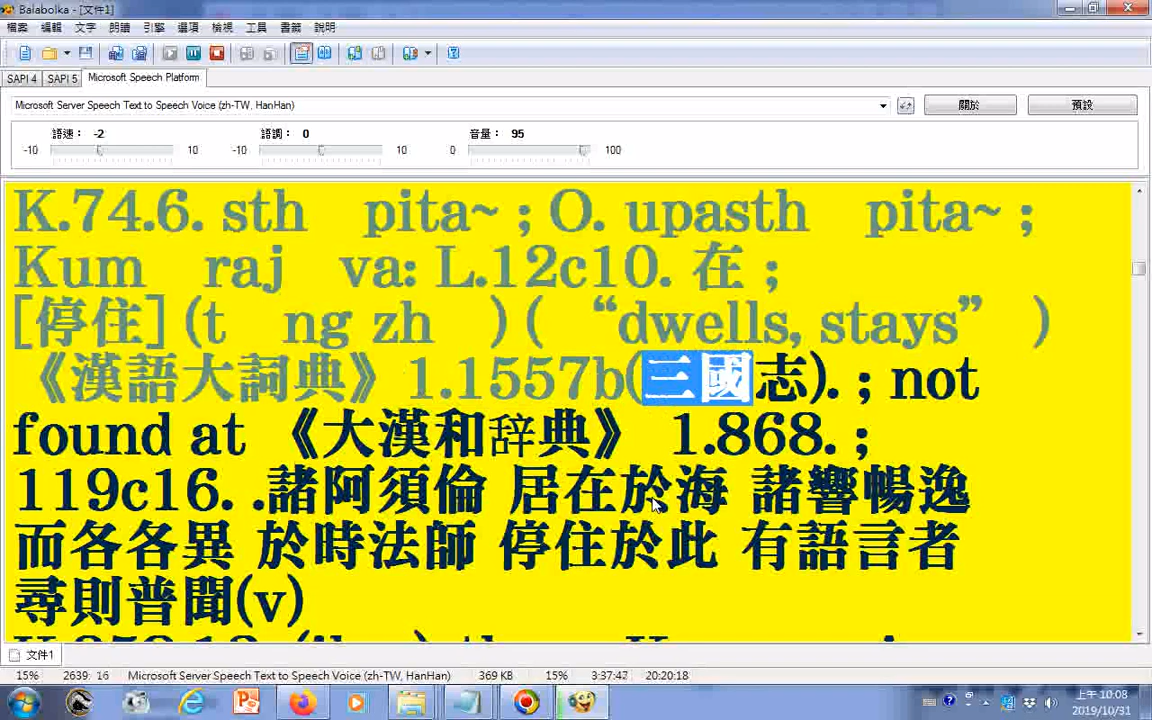 Balabolka - [文件1]
檔案 編輯 文字 朗讀 引擎 選項 檢視 工具 書籤 說明
SAPI 4 SAPI 5 Microsoft Speech Platform
Microsoft Server Speech Text to Speech Voice (zh-TW, HanHan) 關於 預設
語速： -2 語調： 0 音量： 95
-10 10 -10 10 0 100
K.74.6. sth pita~ ; O. upasth pita~ ;
Kum raj va: L.12c10. 在 ;
[停住] (t ng zh ) ( “dwells, stays” )
《漢語大詞典》 1.1557b(三國志). ; not
found at 《大漢和辞典》 1.868. ;
119c16. .諸阿須倫 居在於海 諸響暢逸
而各各異 於時法師 停住於此 有語言者
尋則普聞(v)
文件1
15% 2639: 16 Microsoft Server Speech Text to Speech Voice (zh-TW, HanHan) 369 KB 15% 3:37:47 20:20:18
上午 10:08
2019/10/31